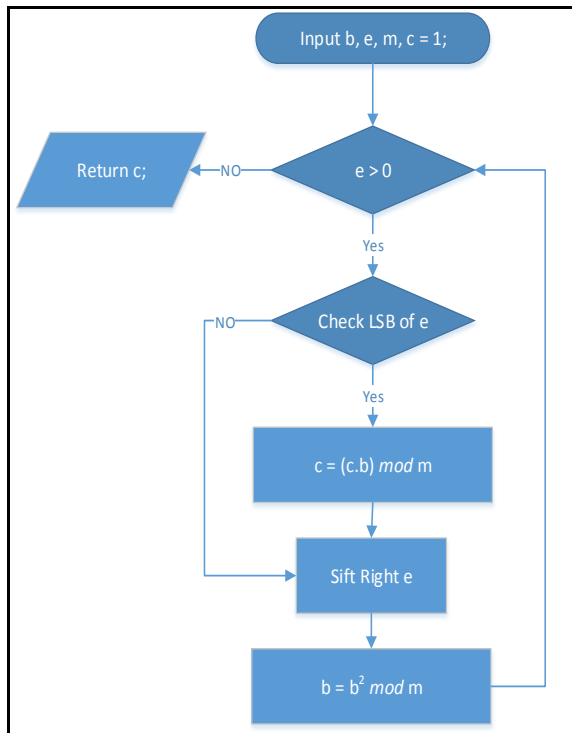 Input b, e, m, c = 1;
e > 0
NO
Return c;
Yes
Check LSB of e
NO
Yes
c = (c.b) mod m
Sift Right e
b = b² mod m